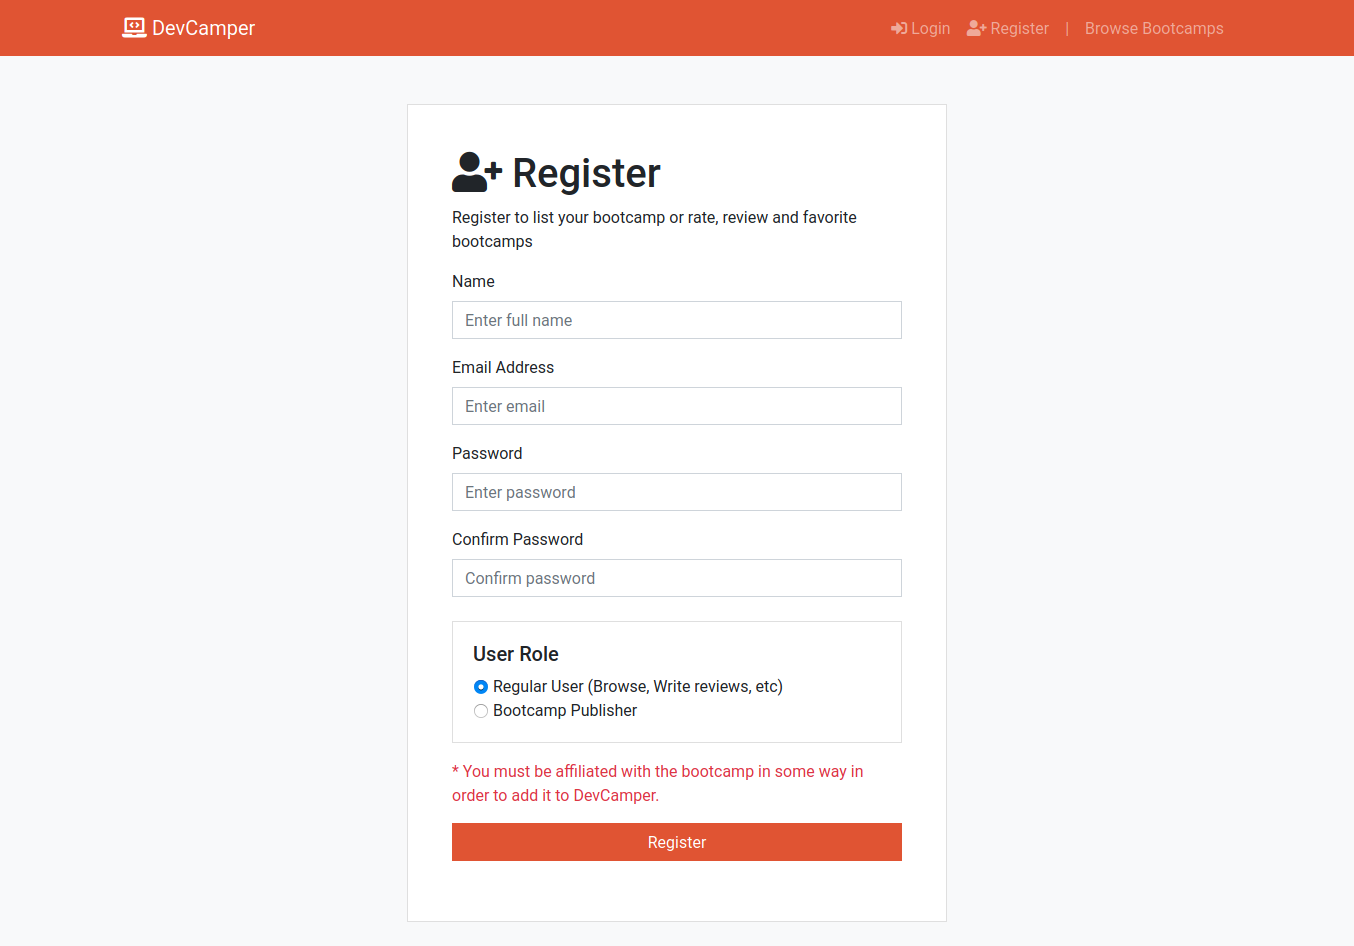 DevCamper
Login Register | Browse Bootcamps
Register
Register to list your bootcamp or rate, review and favorite
bootcamps
Name
Enter full name
Email Address
Enter email
Password
Enter password
Confirm Password
Confirm password
User Role
Regular User (Browse, Write reviews, etc)
Bootcamp Publisher
* You must be affiliated with the bootcamp in some way in
order to add it to DevCamper.
Register